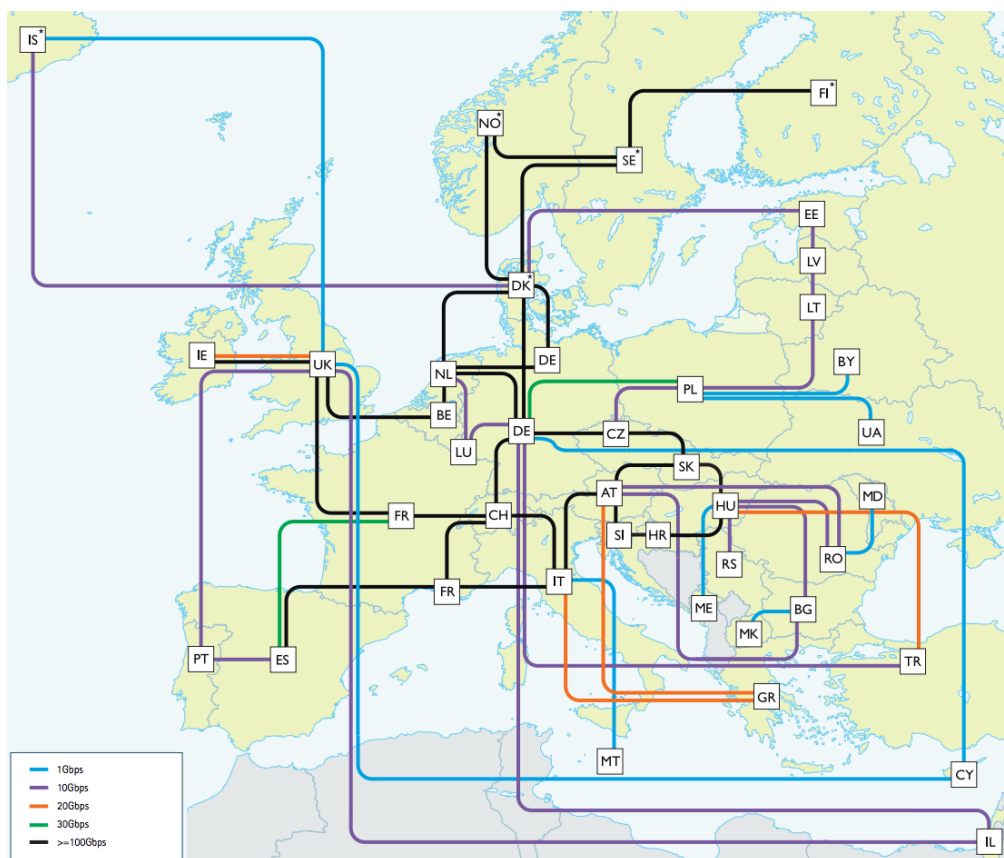 IS*
FI*
NO*
SE*
EE
LV
DK*
LT
IE
UK
DE
BY
NL
PL
BE
UA
DE
CZ
LU
SK
AT
MD
HU
FR
CH
SI
HR
RO
RS
IT
FR
ME
BG
MK
PT
ES
TR
GR
MT
CY
IL
1Gbps
10Gbps
20Gbps
30Gbps
>=100Gbps